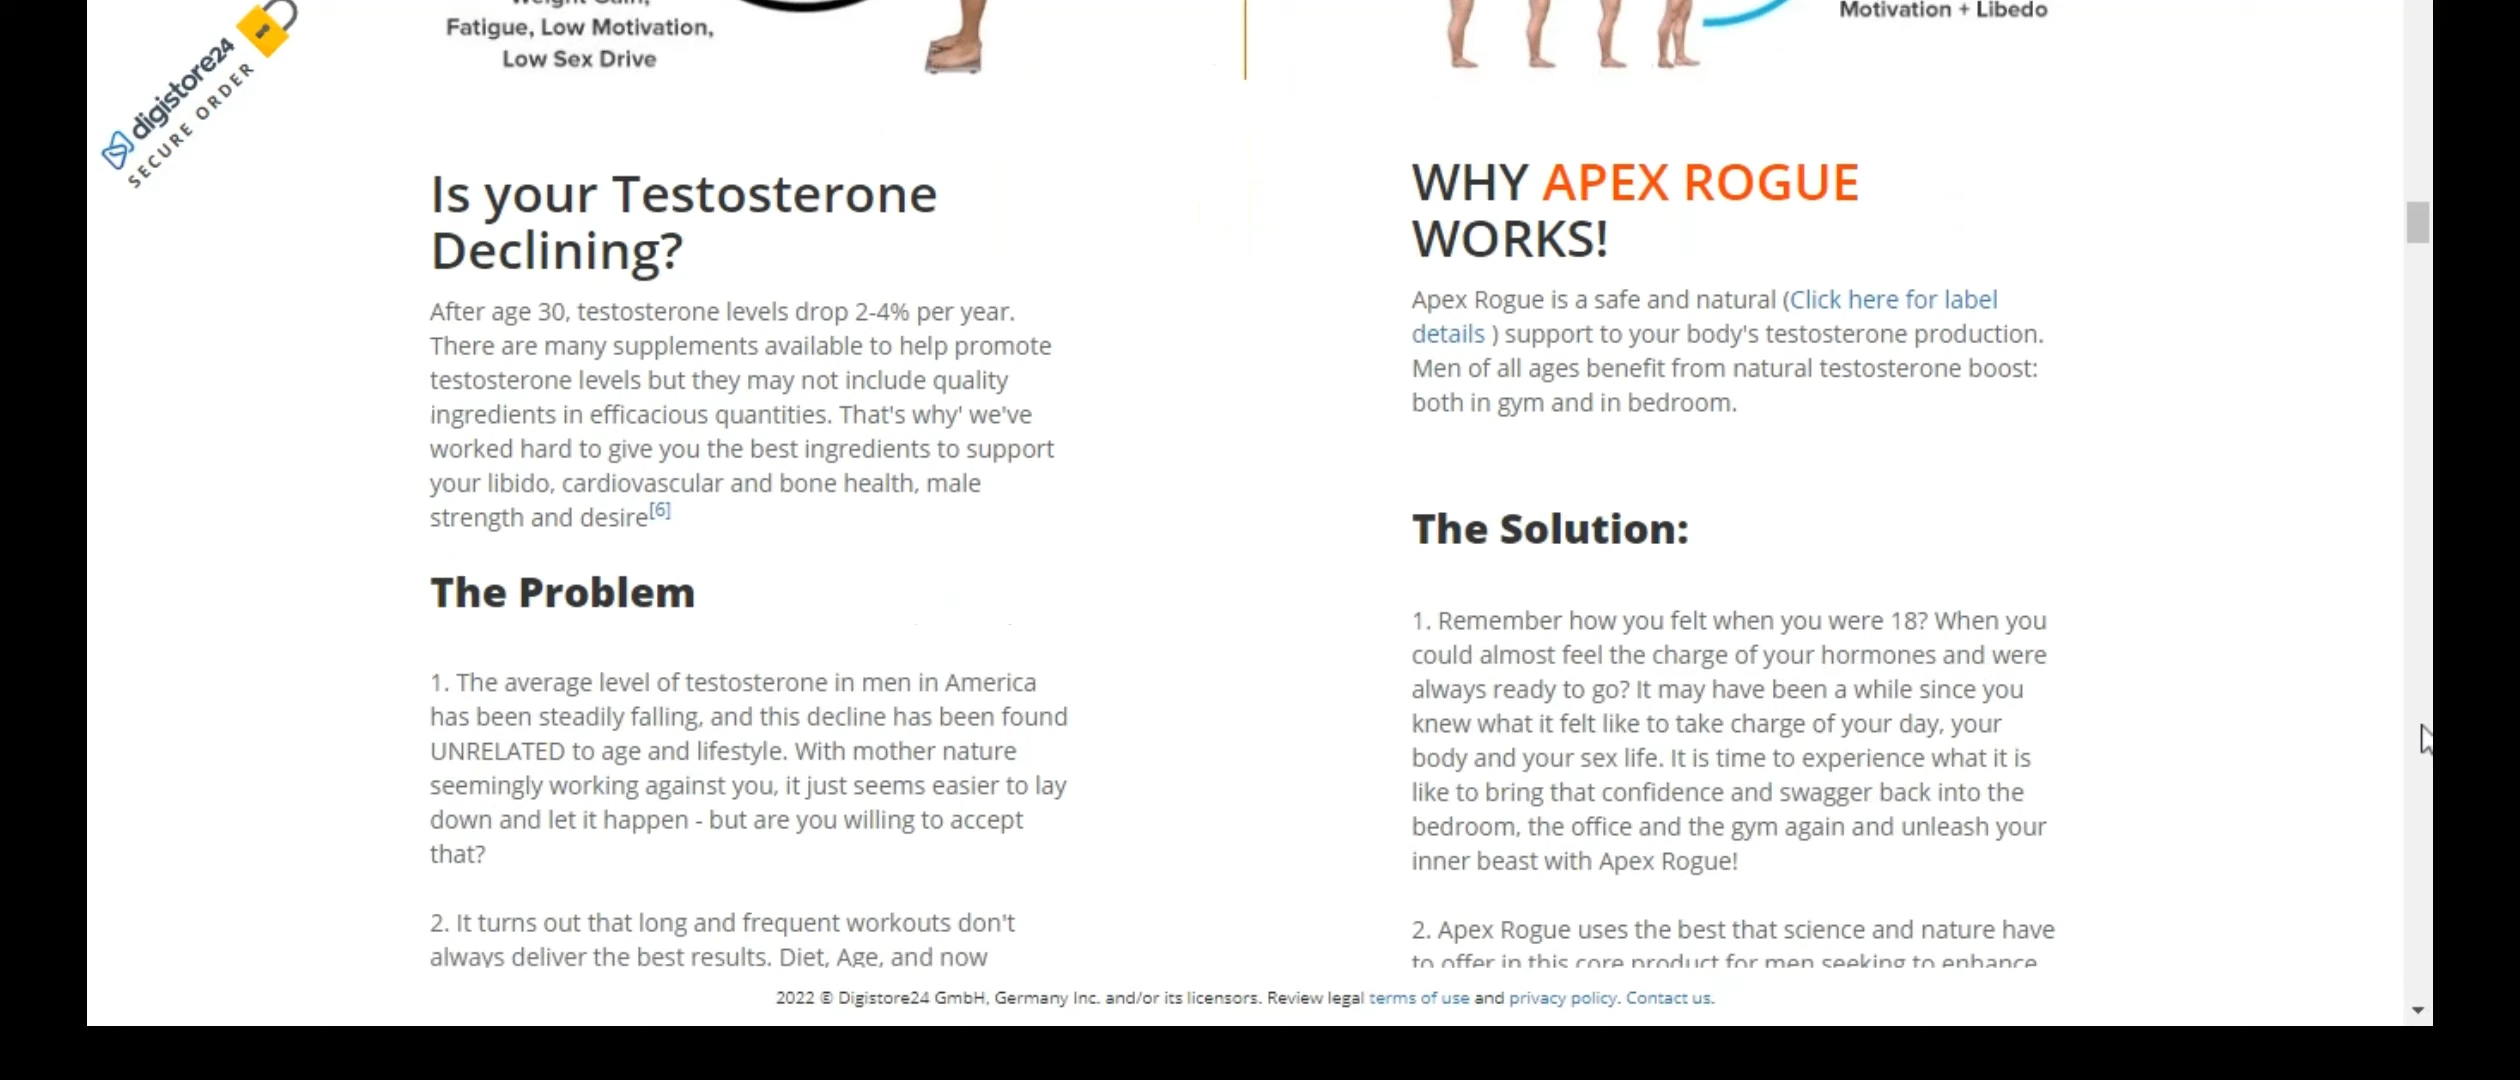 Fatigue, Low Motivation,
Low Sex Drive
Motivation + Libedo
digistore24
SECURE ORDER
Is your Testosterone
Declining?
After age 30, testosterone levels drop 2-4% per year.
There are many supplements available to help promote
testosterone levels but they may not include quality
ingredients in efficacious quantities. That's why' we've
worked hard to give you the best ingredients to support
your libido, cardiovascular and bone health, male
strength and desire[6]
The Problem
1. The average level of testosterone in men in America
has been steadily falling, and this decline has been found
UNRELATED to age and lifestyle. With mother nature
seemingly working against you, it just seems easier to lay
down and let it happen - but are you willing to accept
that?
2. It turns out that long and frequent workouts don't
always deliver the best results. Diet, Age, and now
WHY APEX ROGUE
WORKS!
Apex Rogue is a safe and natural (Click here for label
details ) support to your body's testosterone production.
Men of all ages benefit from natural testosterone boost:
both in gym and in bedroom.
The Solution:
1. Remember how you felt when you were 18? When you
could almost feel the charge of your hormones and were
always ready to go? It may have been a while since you
knew what it felt like to take charge of your day, your
body and your sex life. It is time to experience what it is
like to bring that confidence and swagger back into the
bedroom, the office and the gym again and unleash your
inner beast with Apex Rogue!
2. Apex Rogue uses the best that science and nature have
to offer in this core product for men seeking to enhance
2022 © Digistore24 GmbH, Germany Inc. and/or its licensors. Review legal terms of use and privacy policy. Contact us.